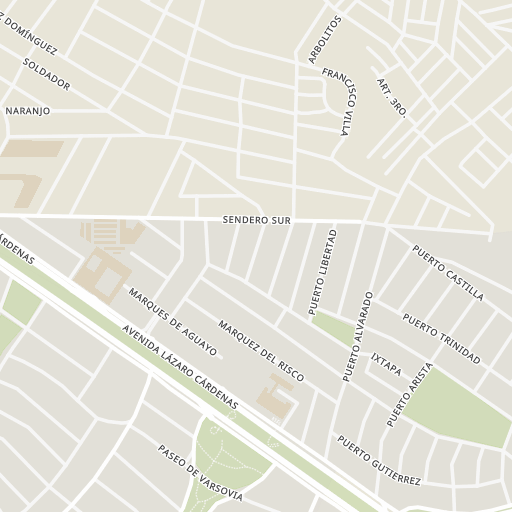 ARBOLITOS
Z DOMÍNGUEZ
SOLDADOR
FRANCISCO VILLA
ART. 3RO.
NARANJO
SENDERO SUR
ÁRDENAS
PUERTO LIBERTAD
PUERTO CASTILLA
MARQUES DE AGUAYO
PUERTO ALVARADO
AVENIDA LÁZARO CÁRDENAS
MARQUEZ DEL RISCO
PUERTO TRINIDAD
IXTAPA
PUERTO ARISTA
PUERTO GUTIERREZ
PASEO DE VARSOVIA